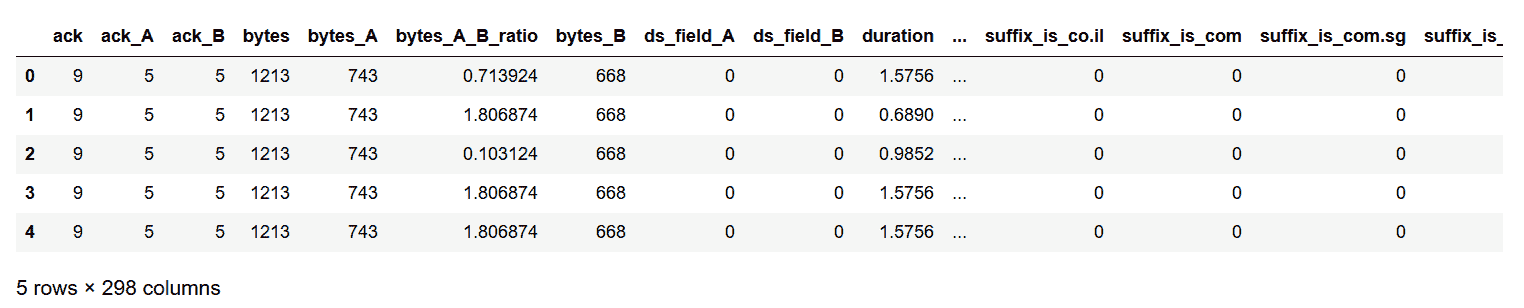 ack ack_A ack_B bytes bytes_A bytes_A_B_ratio bytes_B ds_field_A ds_field_B duration ... suffix_is_co.il suffix_is_com suffix_is_com.sg suffix_is_
0 9 5 5 1213 743 0.713924 668 0 0 1.5756 ... 0 0 0
1 9 5 5 1213 743 1.806874 668 0 0 0.6890 ... 0 0 0
2 9 5 5 1213 743 0.103124 668 0 0 0.9852 ... 0 0 0
3 9 5 5 1213 743 1.806874 668 0 0 1.5756 ... 0 0 0
4 9 5 5 1213 743 1.806874 668 0 0 1.5756 ... 0 0 0
5 rows × 298 columns